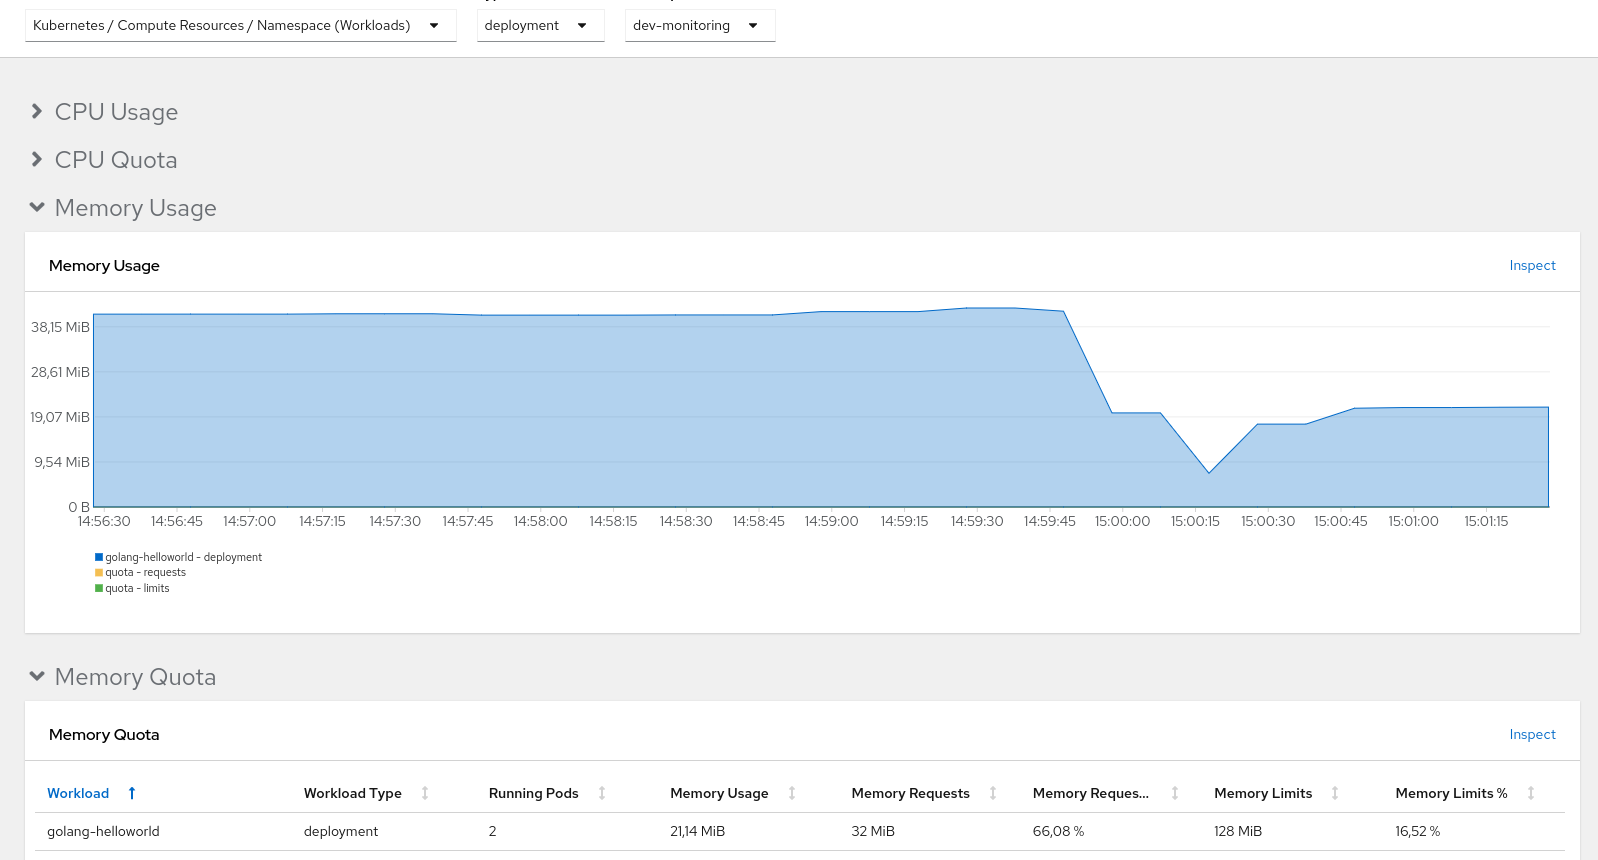 Kubernetes / Compute Resources / Namespace (Workloads) deployment dev-monitoring
CPU Usage
CPU Quota
Memory Usage
Memory Usage Inspect
38,15 MiB
28,61 MiB
19,07 MiB
9,54 MiB
0 B
14:56:30 14:56:45 14:57:00 14:57:15 14:57:30 14:57:45 14:58:00 14:58:15 14:58:30 14:58:45 14:59:00 14:59:15 14:59:30 14:59:45 15:00:00 15:00:15 15:00:30 15:00:45 15:01:00 15:01:15
golang-helloworld - deployment
quota - requests
quota - limits
Memory Quota
Memory Quota Inspect
Workload Workload Type Running Pods Memory Usage Memory Requests Memory Reques... Memory Limits Memory Limits %
golang-helloworld deployment 2 21,14 MiB 32 MiB 66,08 % 128 MiB 16,52 %